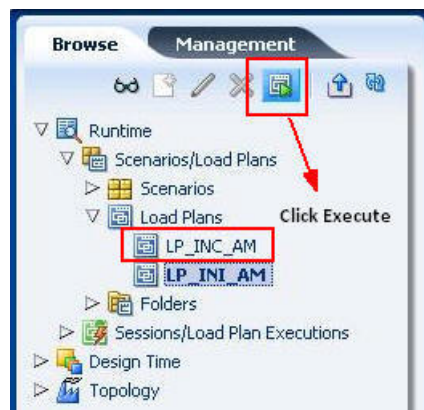 Browse Management
Runtime
Scenarios/Load Plans
Scenarios
Load Plans
Click Execute
LP_INC_AM
LP_INI_AM
Folders
Sessions/Load Plan Executions
Design Time
Topology